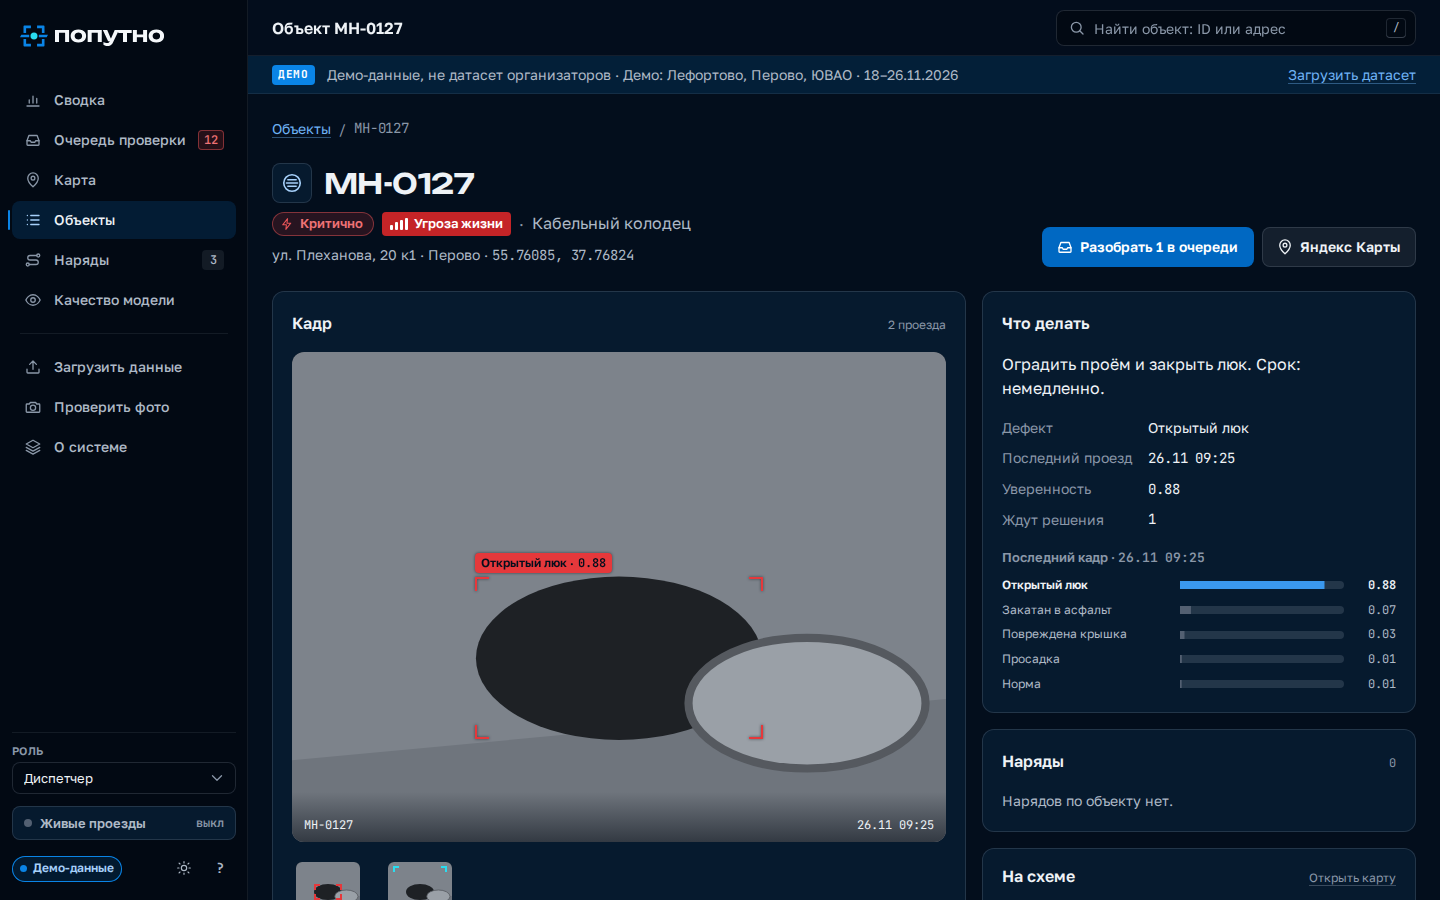 ПОПУТНО
Сводка
Очередь проверки 12
Карта
Объекты
Наряды 3
Качество модели
Загрузить данные
Проверить фото
О системе
РОЛЬ
Диспетчер
Живые проезды ВЫКЛ
Демо-данные ?
Объект МН-0127
Найти объект: ID или адрес /
ДЕМО Демо-данные, не датасет организаторов · Демо: Лефортово, Перово, ЮВАО · 18–26.11.2026 Загрузить датасет
Объекты / МН-0127
МН-0127
Критично Угроза жизни · Кабельный колодец
ул. Плеханова, 20 к1 · Перово · 55.76085, 37.76824
Разобрать 1 в очереди Яндекс Карты
Кадр 2 проезда
Открытый люк · 0.88
МН-0127 26.11 09:25
Что делать
Оградить проём и закрыть люк. Срок:
немедленно.
Дефект Открытый люк
Последний проезд 26.11 09:25
Уверенность 0.88
Ждут решения 1
Последний кадр · 26.11 09:25
Открытый люк 0.88
Закатан в асфальт 0.07
Повреждена крышка 0.03
Просадка 0.01
Норма 0.01
Наряды 0
Нарядов по объекту нет.
На схеме Открыть карту